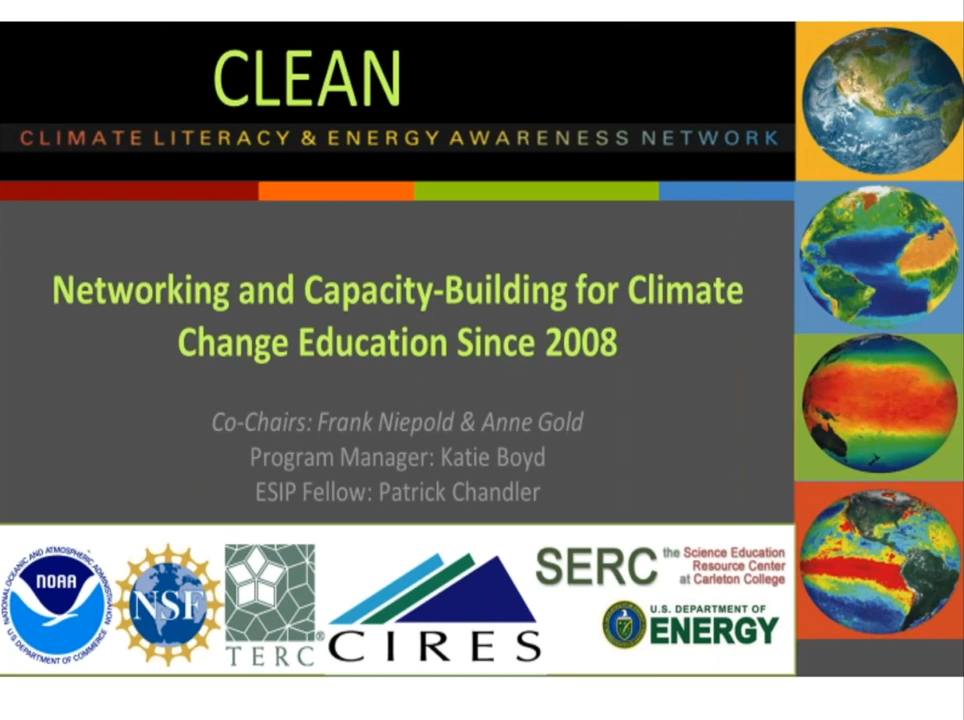 CLEAN
CLIMATE LITERACY & ENERGY AWARENESS NETWORK
Networking and Capacity-Building for Climate
Change Education Since 2008
Co-Chairs: Frank Niepold & Anne Gold
Program Manager: Katie Boyd
ESIP Fellow: Patrick Chandler
NATIONAL OCEANIC AND ATMOSPHERIC ADMINISTRATION
NOAA
U.S. DEPARTMENT OF COMMERCE
NSF
TERC®
CIRES
SERC the Science Education
Resource Center
at Carleton College
U.S. DEPARTMENT OF
ENERGY